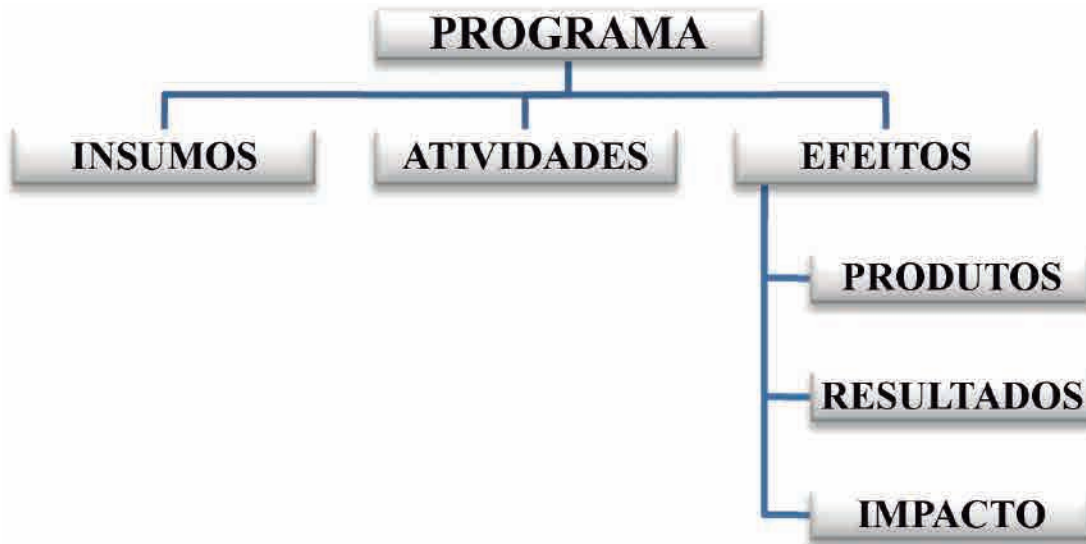 PROGRAMA
INSUMOS
ATIVIDADES
EFEITOS
PRODUTOS
RESULTADOS
IMPACTO